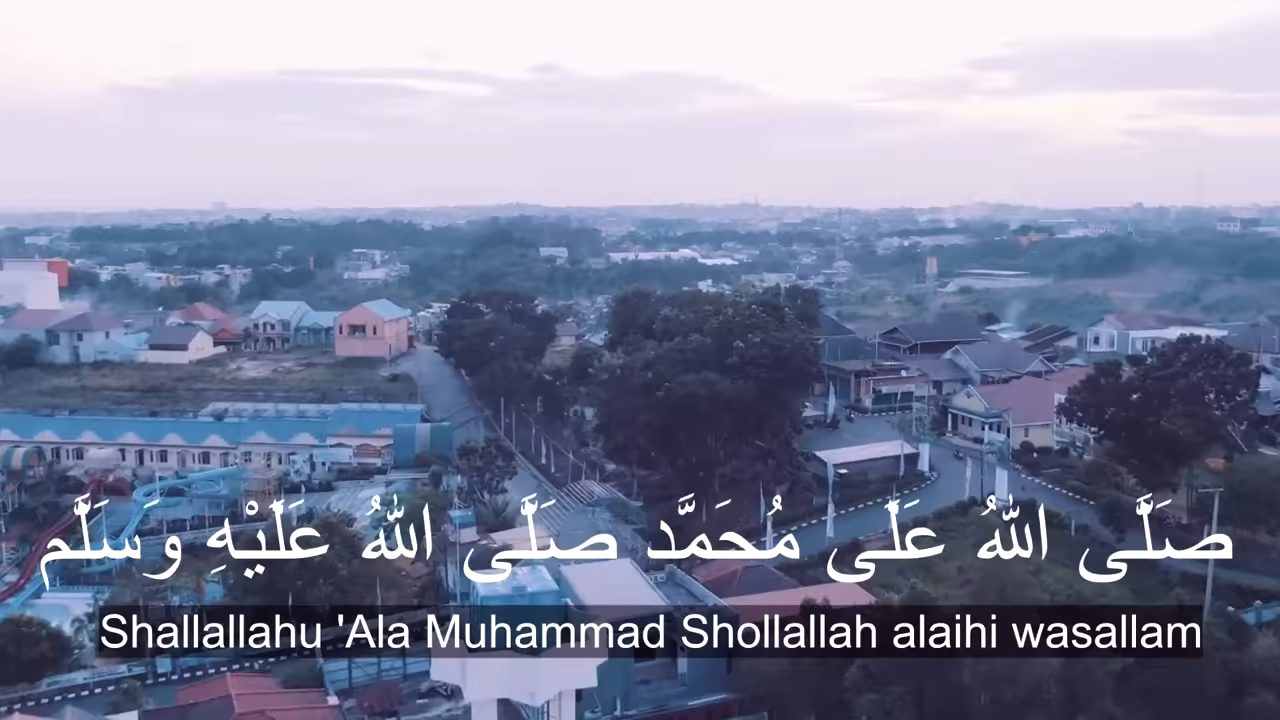 صَلَّى اللهُ عَلَى مُحَمَّد صَلَّى اللهُ عَلَيْهِ وَسَلَّم
Shallallahu 'Ala Muhammad Shollallah alaihi wasallam